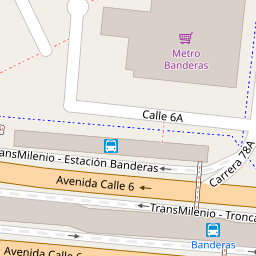 Metro
Banderas
Calle 6A
TransMilenio - Estación Banderas
Carrera 78A
Avenida Calle 6
TransMilenio - Tronca
Banderas
Avenida Calle 6